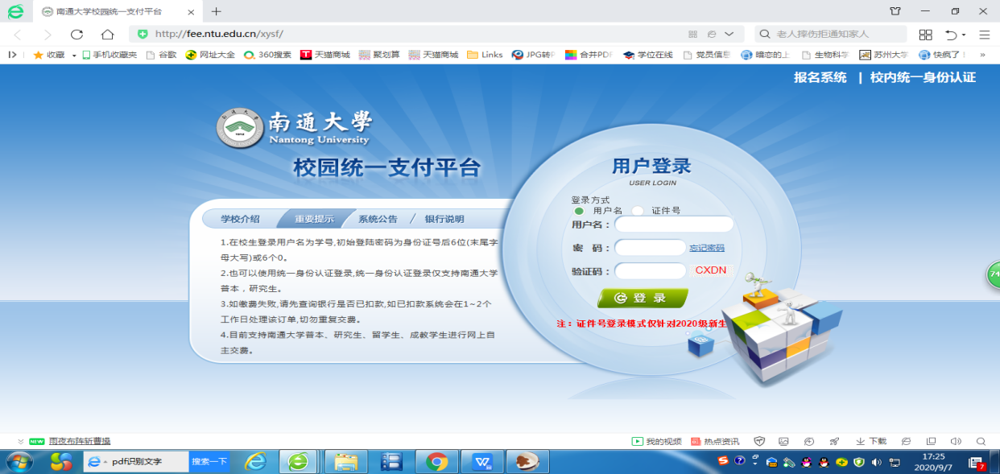 南通大学校园统一支付平台
http://fee.ntu.edu.cn/xysf/
老人摔伤拒通知家人
收藏 手机收藏夹 谷歌 网址大全 360搜索 天猫商城 聚划算 天猫商城 Links JPG转P 合并PDF 学位在线 党员信息 暗恋的上 生物科学 苏州大学 快疯了！ »
报名系统 | 校内统一身份认证
南通大學
Nantong University
校园统一支付平台
学校介绍 重要提示 系统公告 / 银行说明
1.在校生登录用户名为学号,初始登陆密码为身份证号后6位(末尾字
母大写)或6个0。
2.也可以使用统一身份认证登录,统一身份认证登录仅支持南通大学
普本，研究生。
3.如缴费失败,请先查询银行是否已扣款,如已扣款系统会在1~2个
工作日处理该订单,切勿重复交费。
4.目前支持南通大学普本、研究生、留学生、成教学生进行网上自
主交费。
用户登录
USER LOGIN
登录方式
用户名 证件号
用户名：
密 码： 忘记密码
验证码： CXDN
登 录
注：证件号登录模式仅针对2020级新生
74
NEW 雨夜布阵斩曹操
我的视频 热点资讯 下载
pdf识别文字 搜索一下
17:25
2020/9/7
7